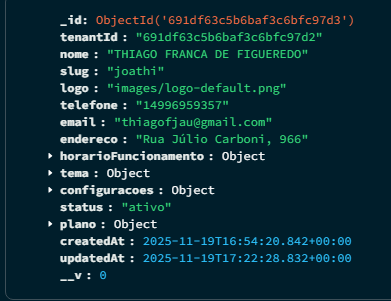 _id: ObjectId('691df63c5b6baf3c6bfc97d3')
tenantId : "691df63c5b6baf3c6bfc97d2"
nome : "THIAGO FRANCA DE FIGUEREDO"
slug : "joathi"
logo : "images/logo-default.png"
telefone : "14996959357"
email : "thiagofjau@gmail.com"
endereco : "Rua Júlio Carboni, 966"
horarioFuncionamento : Object
tema : Object
configuracoes : Object
status : "ativo"
plano : Object
createdAt : 2025-11-19T16:54:20.842+00:00
updatedAt : 2025-11-19T17:22:28.832+00:00
__v : 0